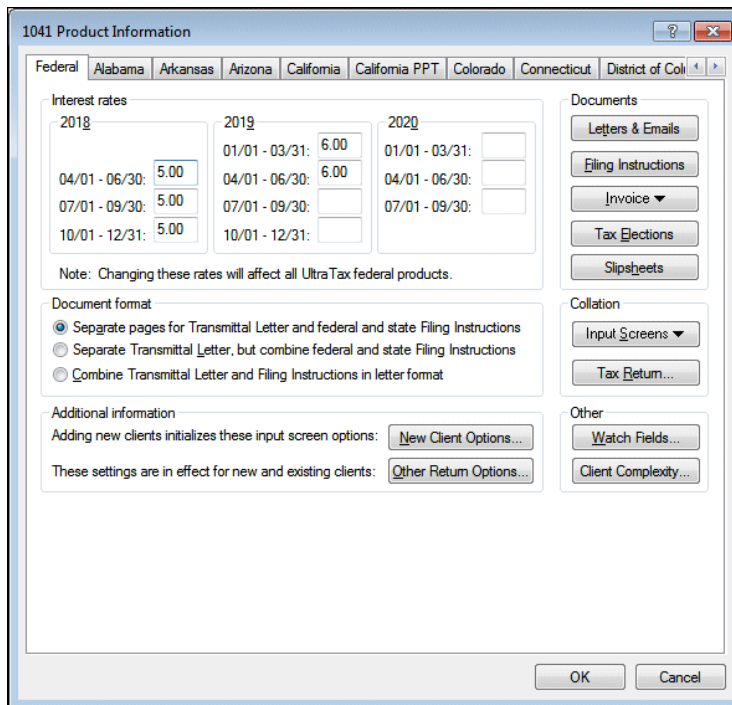 1041 Product Information
Federal Alabama Arkansas Arizona California California PPT Colorado Connecticut District of Col
Interest rates
2018
04/01 - 06/30: 5.00
07/01 - 09/30: 5.00
10/01 - 12/31: 5.00
2019
01/01 - 03/31: 6.00
04/01 - 06/30: 6.00
07/01 - 09/30:
10/01 - 12/31:
2020
01/01 - 03/31:
04/01 - 06/30:
07/01 - 09/30:
Note: Changing these rates will affect all UltraTax federal products.
Documents
Letters & Emails
Filing Instructions
Invoice
Tax Elections
Slipsheets
Document format
Separate pages for Transmittal Letter and federal and state Filing Instructions
Separate Transmittal Letter, but combine federal and state Filing Instructions
Combine Transmittal Letter and Filing Instructions in letter format
Collation
Input Screens
Tax Return...
Additional information
Adding new clients initializes these input screen options: New Client Options...
These settings are in effect for new and existing clients: Other Return Options...
Other
Watch Fields...
Client Complexity...
OK Cancel